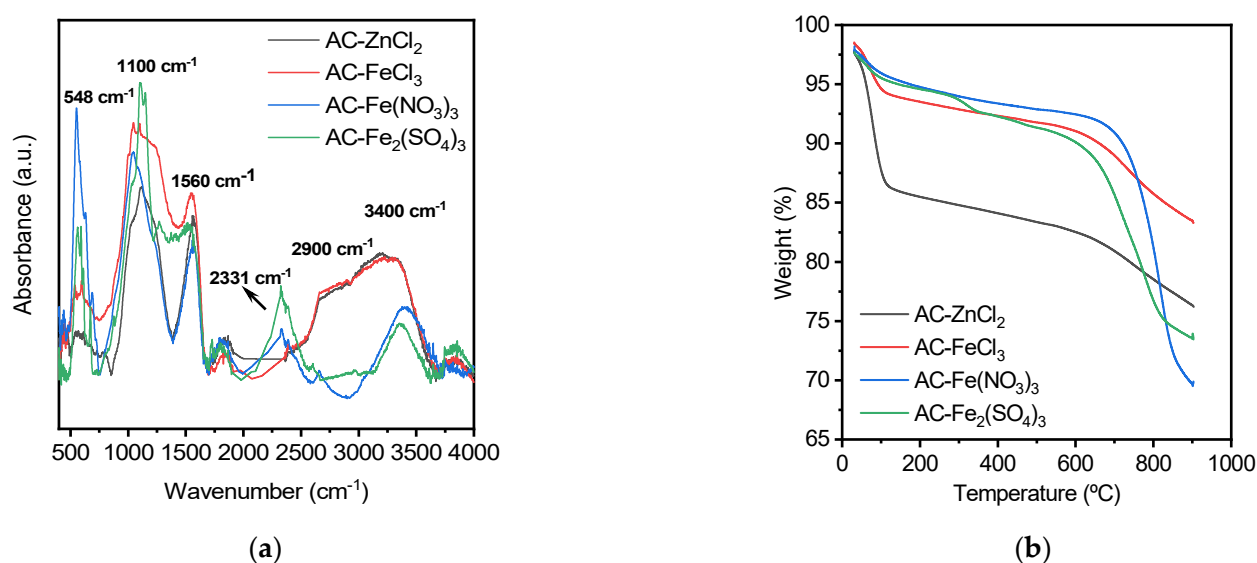 AC-ZnCl₂
AC-FeCl₃
AC-Fe(NO₃)₃
AC-Fe₂(SO₄)₃
548 cm⁻¹
1100 cm⁻¹
1560 cm⁻¹
2331 cm⁻¹
2900 cm⁻¹
3400 cm⁻¹
Absorbance (a.u.)
500 1000 1500 2000 2500 3000 3500 4000
Wavenumber (cm⁻¹)
(a)
100
95
90
85
80
75
70
65
Weight (%)
AC-ZnCl₂
AC-FeCl₃
AC-Fe(NO₃)₃
AC-Fe₂(SO₄)₃
0 200 400 600 800 1000
Temperature (ºC)
(b)